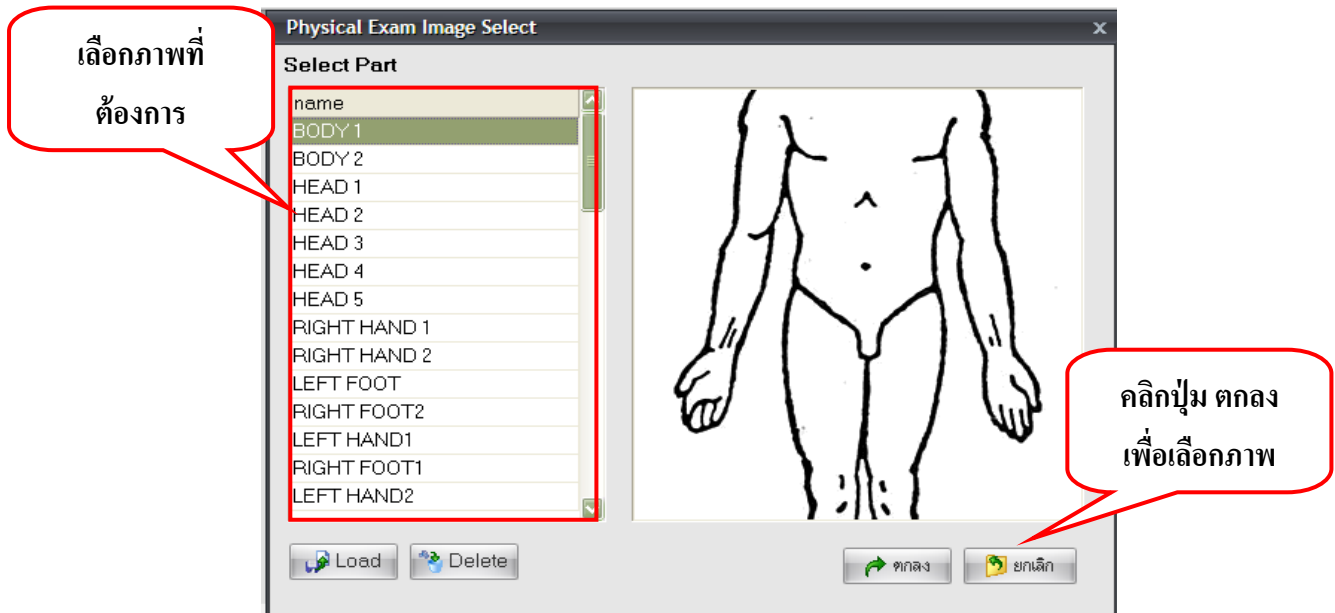 เลือกภาพที่
ต้องการ
Physical Exam Image Select
x
Select Part
name
BODY 1
BODY 2
HEAD 1
HEAD 2
HEAD 3
HEAD 4
HEAD 5
RIGHT HAND 1
RIGHT HAND 2
LEFT FOOT
RIGHT FOOT2
LEFT HAND1
RIGHT FOOT1
LEFT HAND2
คลิกปุ่ม ตกลง
เพื่อเลือกภาพ
Load Delete ตกลง ยกเลิก